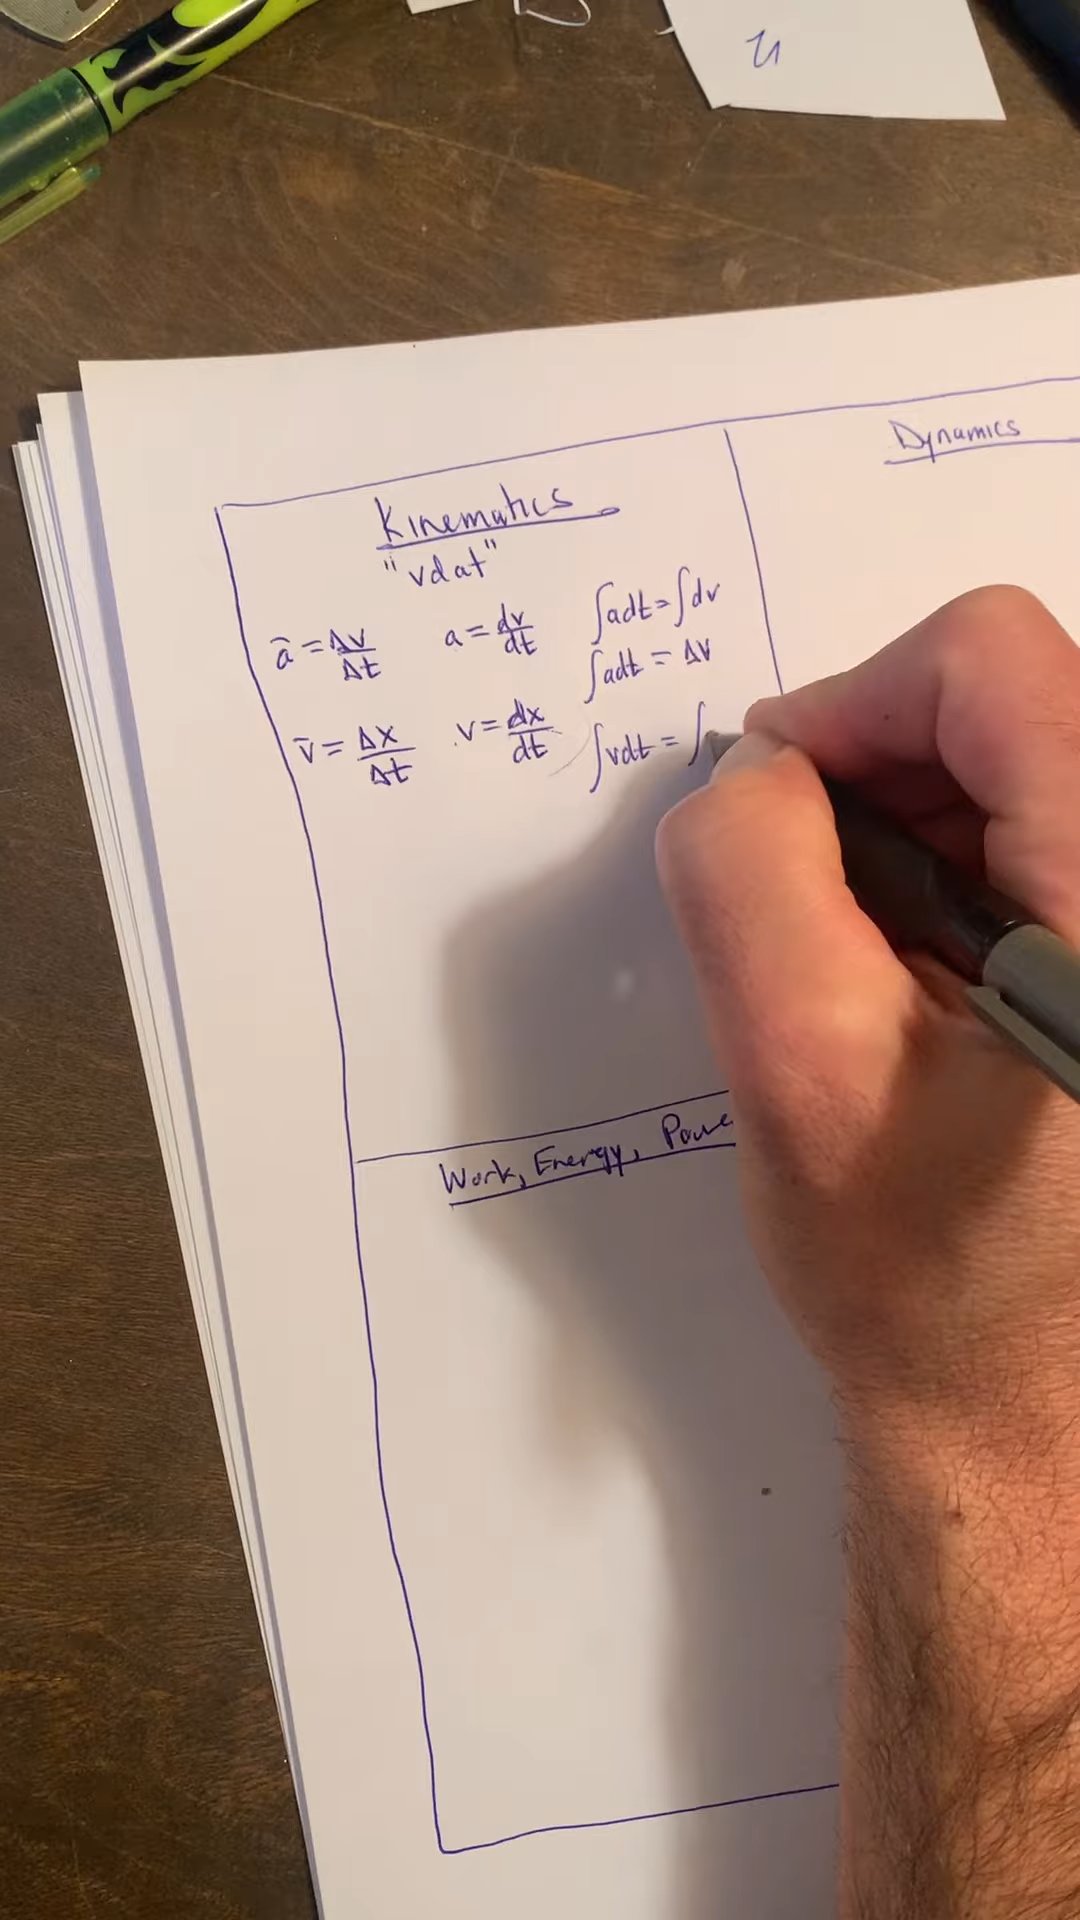 Dynamics
Kinematics
"vdat"
ā = Δv/Δt   a = dv/dt   ∫adt = ∫dv
∫adt = Δv
v̄ = Δx/Δt   v = dx/dt   ∫vdt = ∫
Work, Energy, Powe